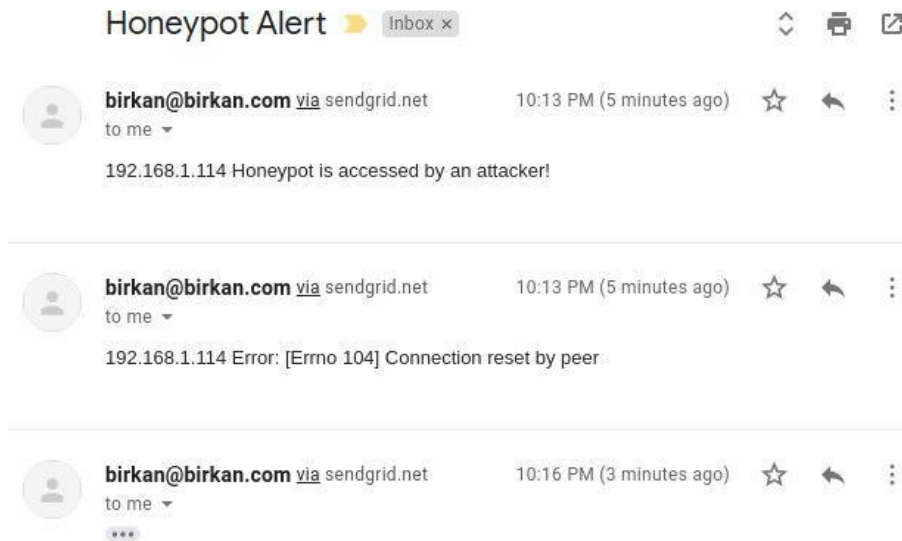 Honeypot Alert Inbox ×
birkan@birkan.com via sendgrid.net 10:13 PM (5 minutes ago)
to me
192.168.1.114 Honeypot is accessed by an attacker!
birkan@birkan.com via sendgrid.net 10:13 PM (5 minutes ago)
to me
192.168.1.114 Error: [Errno 104] Connection reset by peer
birkan@birkan.com via sendgrid.net 10:16 PM (3 minutes ago)
to me